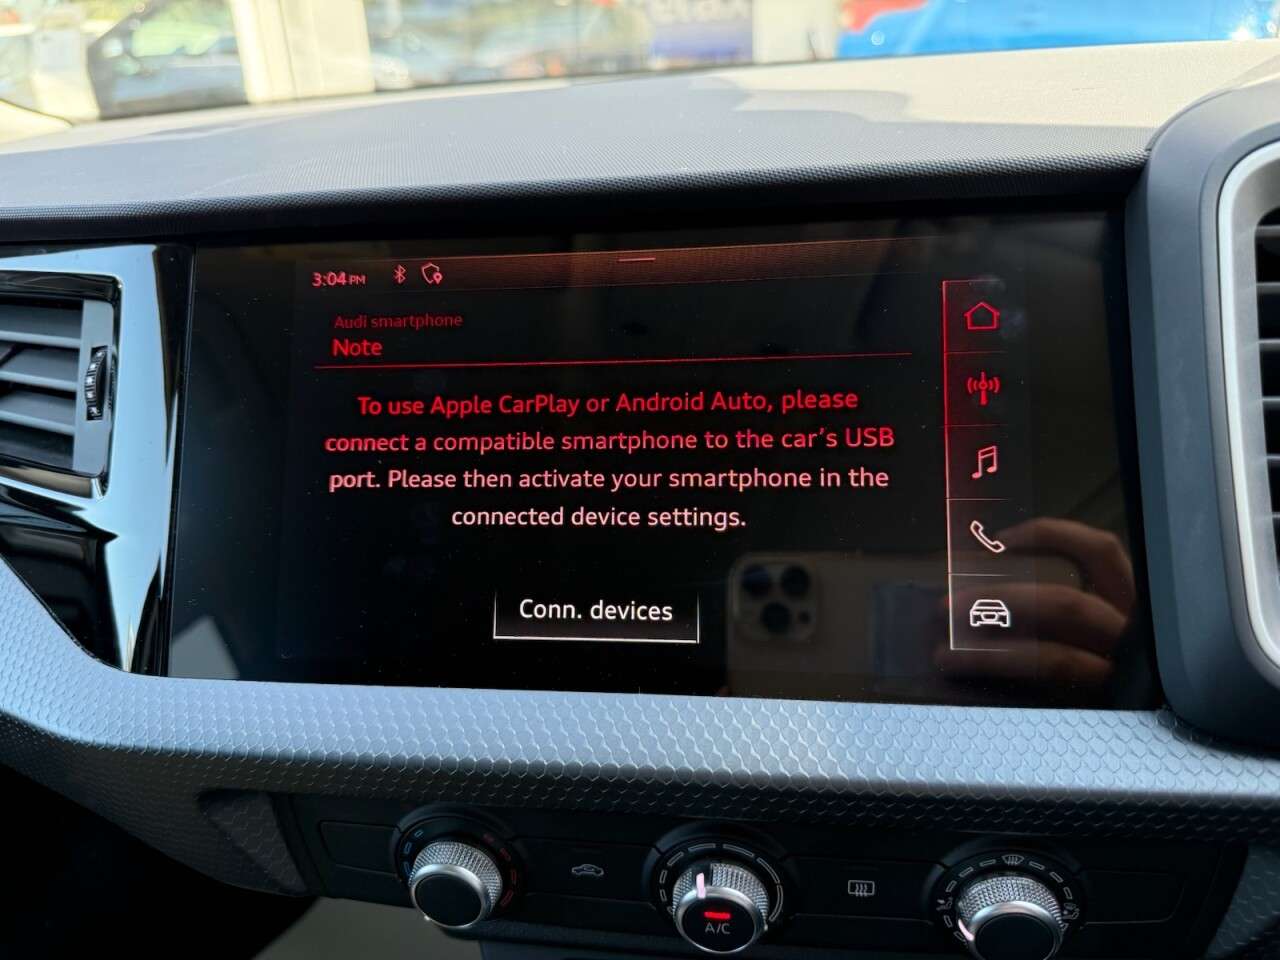 3:04 PM
Audi smartphone
Note
To use Apple CarPlay or Android Auto, please
connect a compatible smartphone to the car's USB
port. Please then activate your smartphone in the
connected device settings.
Conn. devices
A/C